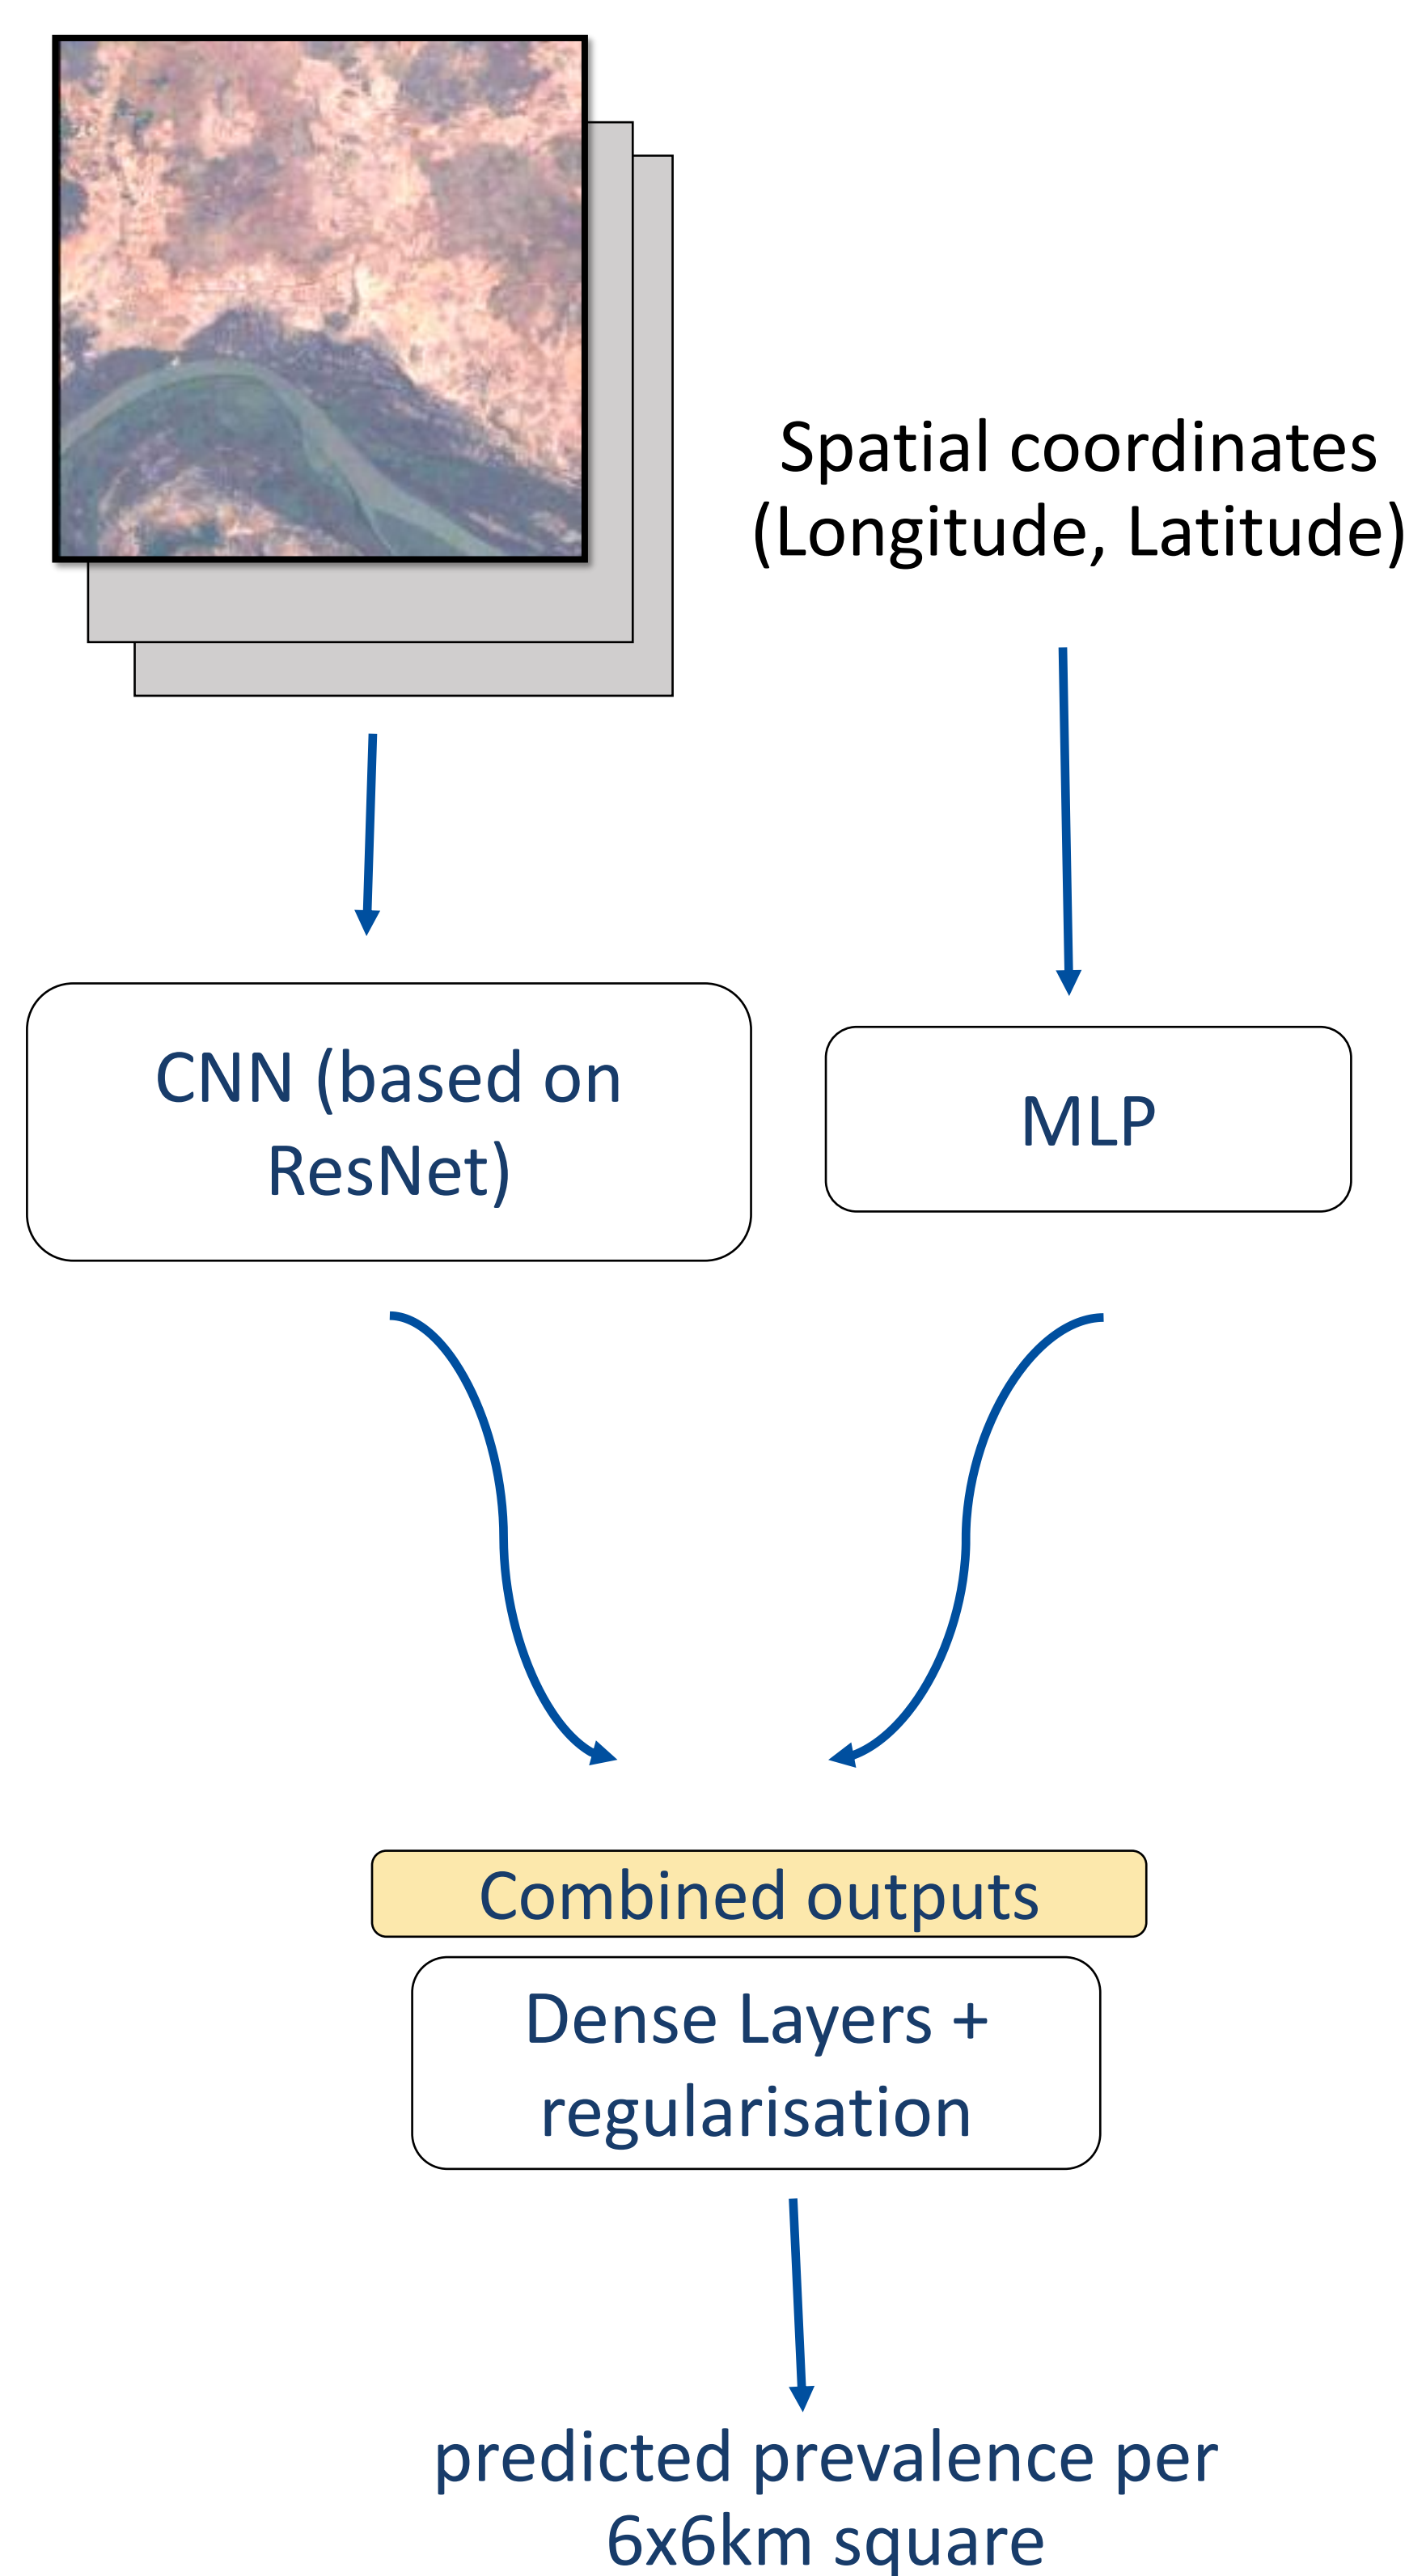 Spatial coordinates
(Longitude, Latitude)
CNN (based on
ResNet)
MLP
Combined outputs
Dense Layers +
regularisation
predicted prevalence per
6x6km square